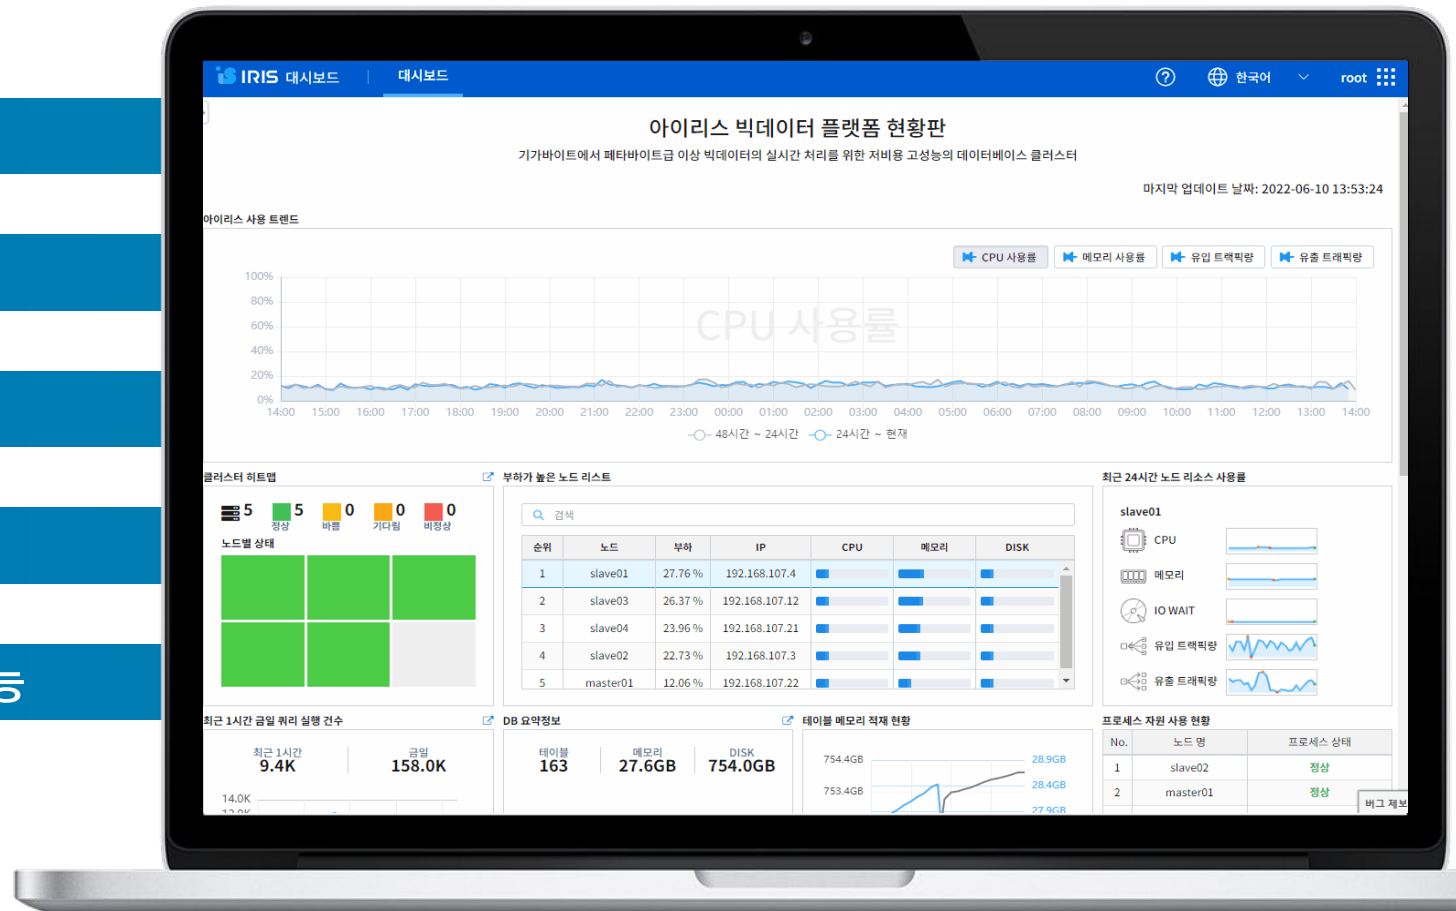 IRIS 대시보드
대시보드
한국어
root
아이리스 빅데이터 플랫폼 현황판
기가바이트에서 페타바이트급 이상 빅데이터의 실시간 처리를 위한 저비용 고성능의 데이터베이스 클러스터
마지막 업데이트 날짜: 2022-06-10 13:53:24
아이리스 사용 트렌드
CPU 사용률 메모리 사용률 유입 트랙픽량 유출 트래픽량
CPU 사용률
100%
80%
60%
40%
20%
0%
14:00 15:00 16:00 17:00 18:00 19:00 20:00 21:00 22:00 23:00 00:00 01:00 02:00 03:00 04:00 05:00 06:00 07:00 08:00 09:00 10:00 11:00 12:00 13:00 14:00
48시간 ~ 24시간 24시간 ~ 현재
클러스터 히트맵
5 5 0 0 0
정상 바쁨 기다림 비정상
노드별 상태
부하가 높은 노드 리스트
검색
순위 노드 부하 IP CPU 메모리 DISK
1 slave01 27.76 % 192.168.107.4
2 slave03 26.37 % 192.168.107.12
3 slave04 23.96 % 192.168.107.21
4 slave02 22.73 % 192.168.107.3
5 master01 12.06 % 192.168.107.22
최근 24시간 노드 리소스 사용률
slave01
CPU
메모리
IO WAIT
유입 트랙픽량
유출 트래픽량
등
최근 1시간 금일 쿼리 실행 건수
최근 1시간 금일
9.4K 158.0K
14.0K
DB 요약정보
테이블 메모리 DISK
163 27.6GB 754.0GB
테이블 메모리 적재 현황
754.4GB 28.9GB
753.4GB 28.4GB
27.9GB
프로세스 자원 사용 현황
No. 노드 명 프로세스 상태
1 slave02 정상
2 master01 정상
버그 제보